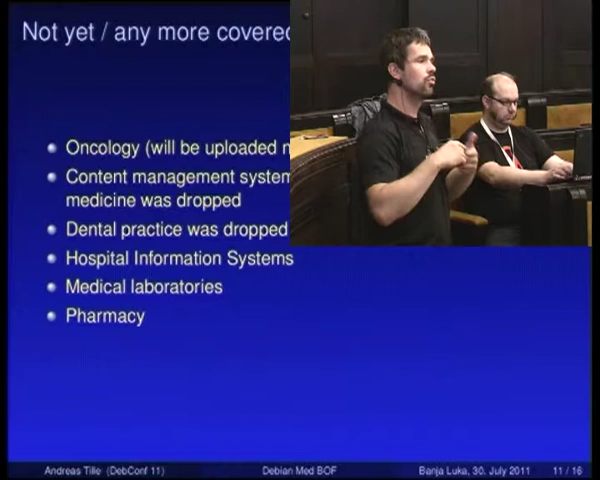 Not yet / any more covered
Oncology (will be uploaded
Content management system
medicine was dropped
Dental practice was dropped
Hospital Information Systems
Medical laboratories
Pharmacy
Andreas Tille (DebConf 11)
Debian Med BOF
Banja Luka, 30. July 2011
11 / 16